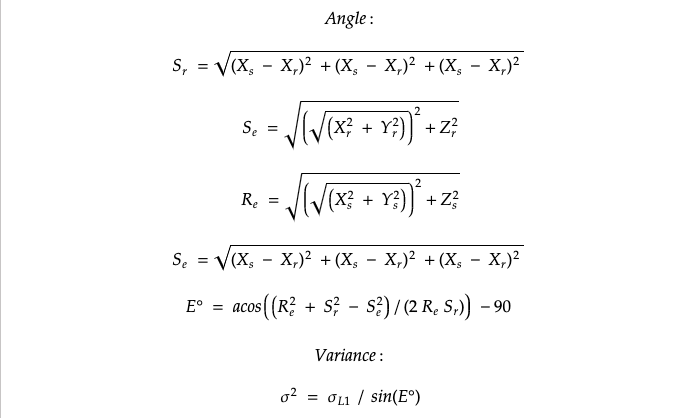 Angle :
S_r = √((X_s − X_r)² + (X_s − X_r)² + (X_s − X_r)²)
S_e = √((√(X_r² + Y_r²))² + Z_r²)
R_e = √((√(X_s² + Y_s²))² + Z_s²)
S_e = √((X_s − X_r)² + (X_s − X_r)² + (X_s − X_r)²)
E° = acos((R_e² + S_r² − S_e²) / (2 R_e S_r)) − 90
Variance :
σ² = σ_L1 / sin(E°)